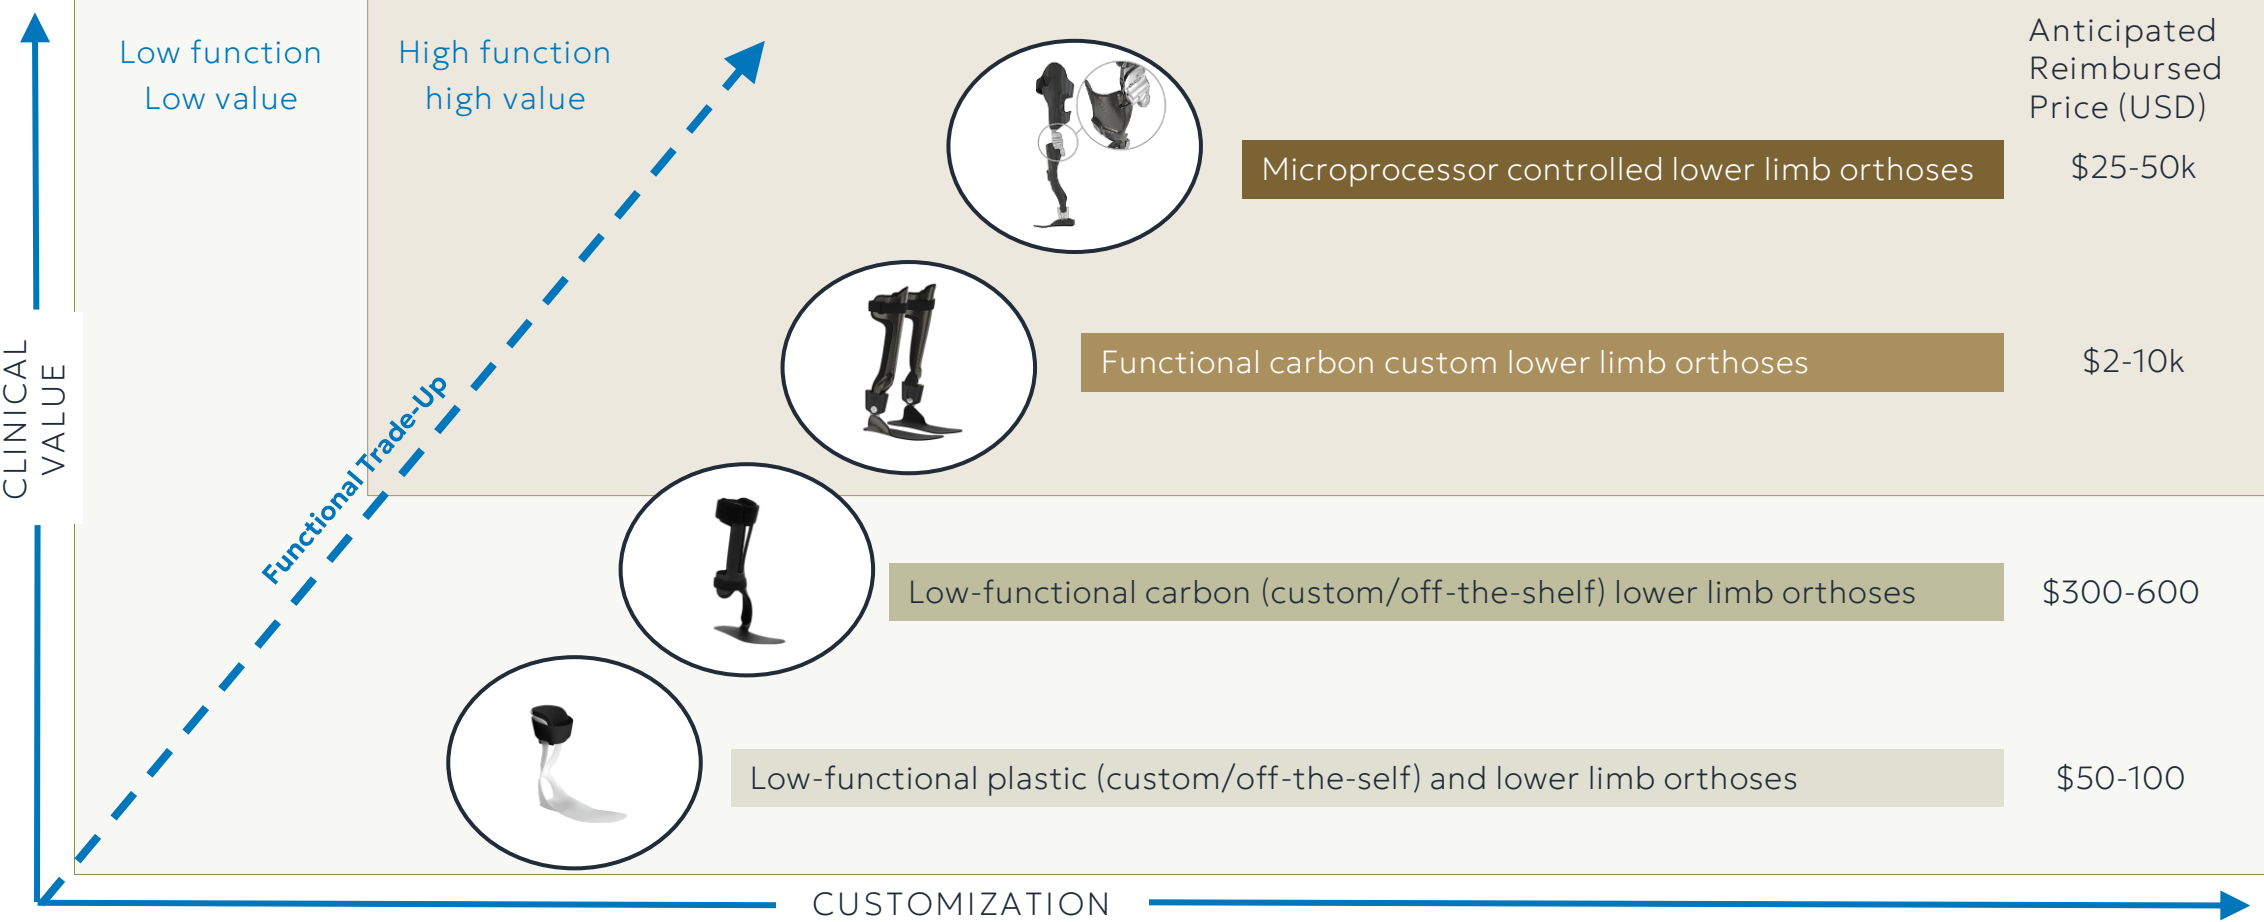 Low function
Low value
High function
high value
Anticipated
Reimbursed
Price (USD)
Microprocessor controlled lower limb orthoses
$25-50k
CLINICAL
VALUE
Functional carbon custom lower limb orthoses
$2-10k
Functional Trade-Up
Low-functional carbon (custom/off-the-shelf) lower limb orthoses
$300-600
Low-functional plastic (custom/off-the-self) and lower limb orthoses
$50-100
CUSTOMIZATION